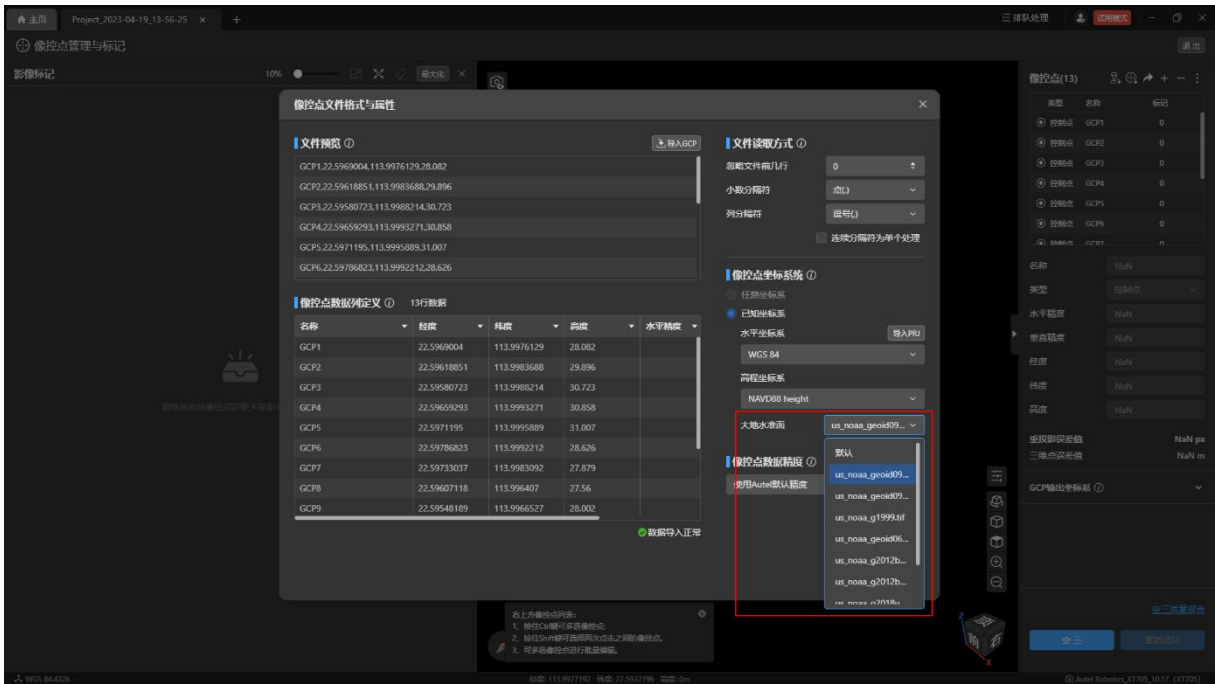 主页 Project_2023-04-19_13-56-25 × + 排队处理 试用模式
像控点管理与标记 退出
影像标记 10% 最大化
像控点(13)
类型 名称 标记
控制点 GCP1 0
控制点 GCP2 0
控制点 GCP3 0
控制点 GCP4 0
控制点 GCP5 0
控制点 GCP6 0
控制点 GCP7 0
名称 NaN
类型 控制点
水平精度 NaN
垂直精度 NaN
经度 NaN
纬度 NaN
高度 NaN
重投影误差值 NaN px
三维点误差值 NaN m
GCP输出坐标系
空三质量报告
空三
像控点文件格式与属性
文件预览 导入GCP
GCP1,22.5969004,113.9976129,28.082
GCP2,22.59618851,113.9983688,29.896
GCP3,22.59580723,113.9988214,30.723
GCP4,22.59659293,113.9993271,30.858
GCP5,22.5971195,113.9995889,31.007
GCP6,22.59786823,113.9992212,28.626
像控点数据列定义 13行数据
名称 经度 纬度 高度 水平精度
GCP1 22.5969004 113.9976129 28.082
GCP2 22.59618851 113.9983688 29.896
GCP3 22.59580723 113.9988214 30.723
GCP4 22.59659293 113.9993271 30.858
GCP5 22.5971195 113.9995889 31.007
GCP6 22.59786823 113.9992212 28.626
GCP7 22.59733037 113.9983092 27.879
GCP8 22.59607118 113.996407 27.56
GCP9 22.59548189 113.9966527 28.002
数据导入正常
文件读取方式
忽略文件前几行 0
小数分隔符 点(.)
列分隔符 逗号(,)
连续分隔符为单个处理
像控点坐标系统
任意坐标系
已知坐标系
水平坐标系 导入PRJ
WGS 84
高程坐标系
NAVD88 height
大地水准面 us_noaa_geoid09...
像控点数据精度
使用Autel默认精度
默认
us_noaa_geoid09...
us_noaa_geoid09...
us_noaa_g1999.tif
us_noaa_geoid06...
us_noaa_g2012b...
us_noaa_g2012b...
us_noaa_g2018u
右上方像控点列表:
1、按住Ctrl键可多选像控点;
2、按住Shift键可选择两次点击之间的像控点。
3、可多选像控点进行批量编辑。
Z
前 右
X
WGS 84:4326 经度: 113.9977192 纬度: 22.5932796 高度: 0m Autel Robotics_XT705_10.57 (XT705)